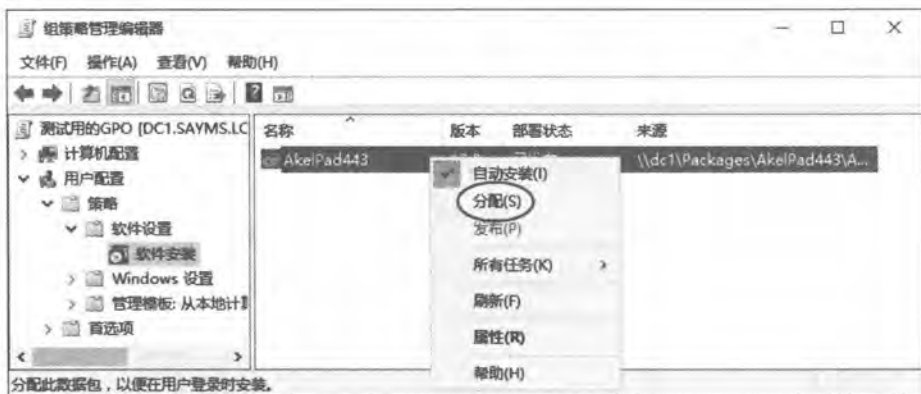 组策略管理编辑器
文件(F) 操作(A) 查看(V) 帮助(H)
测试用的GPO [DC1.SAYMS.LC
名称 版本 部署状态 来源
计算机配置
AkelPad443 \\dc1\Packages\AkelPad443\A...
用户配置
自动安装(I)
策略
分配(S)
软件设置
发布(P)
软件安装
所有任务(K)
Windows 设置
管理模板: 从本地计算
刷新(F)
首选项
属性(R)
帮助(H)
分配此数据包，以便在用户登录时安装。